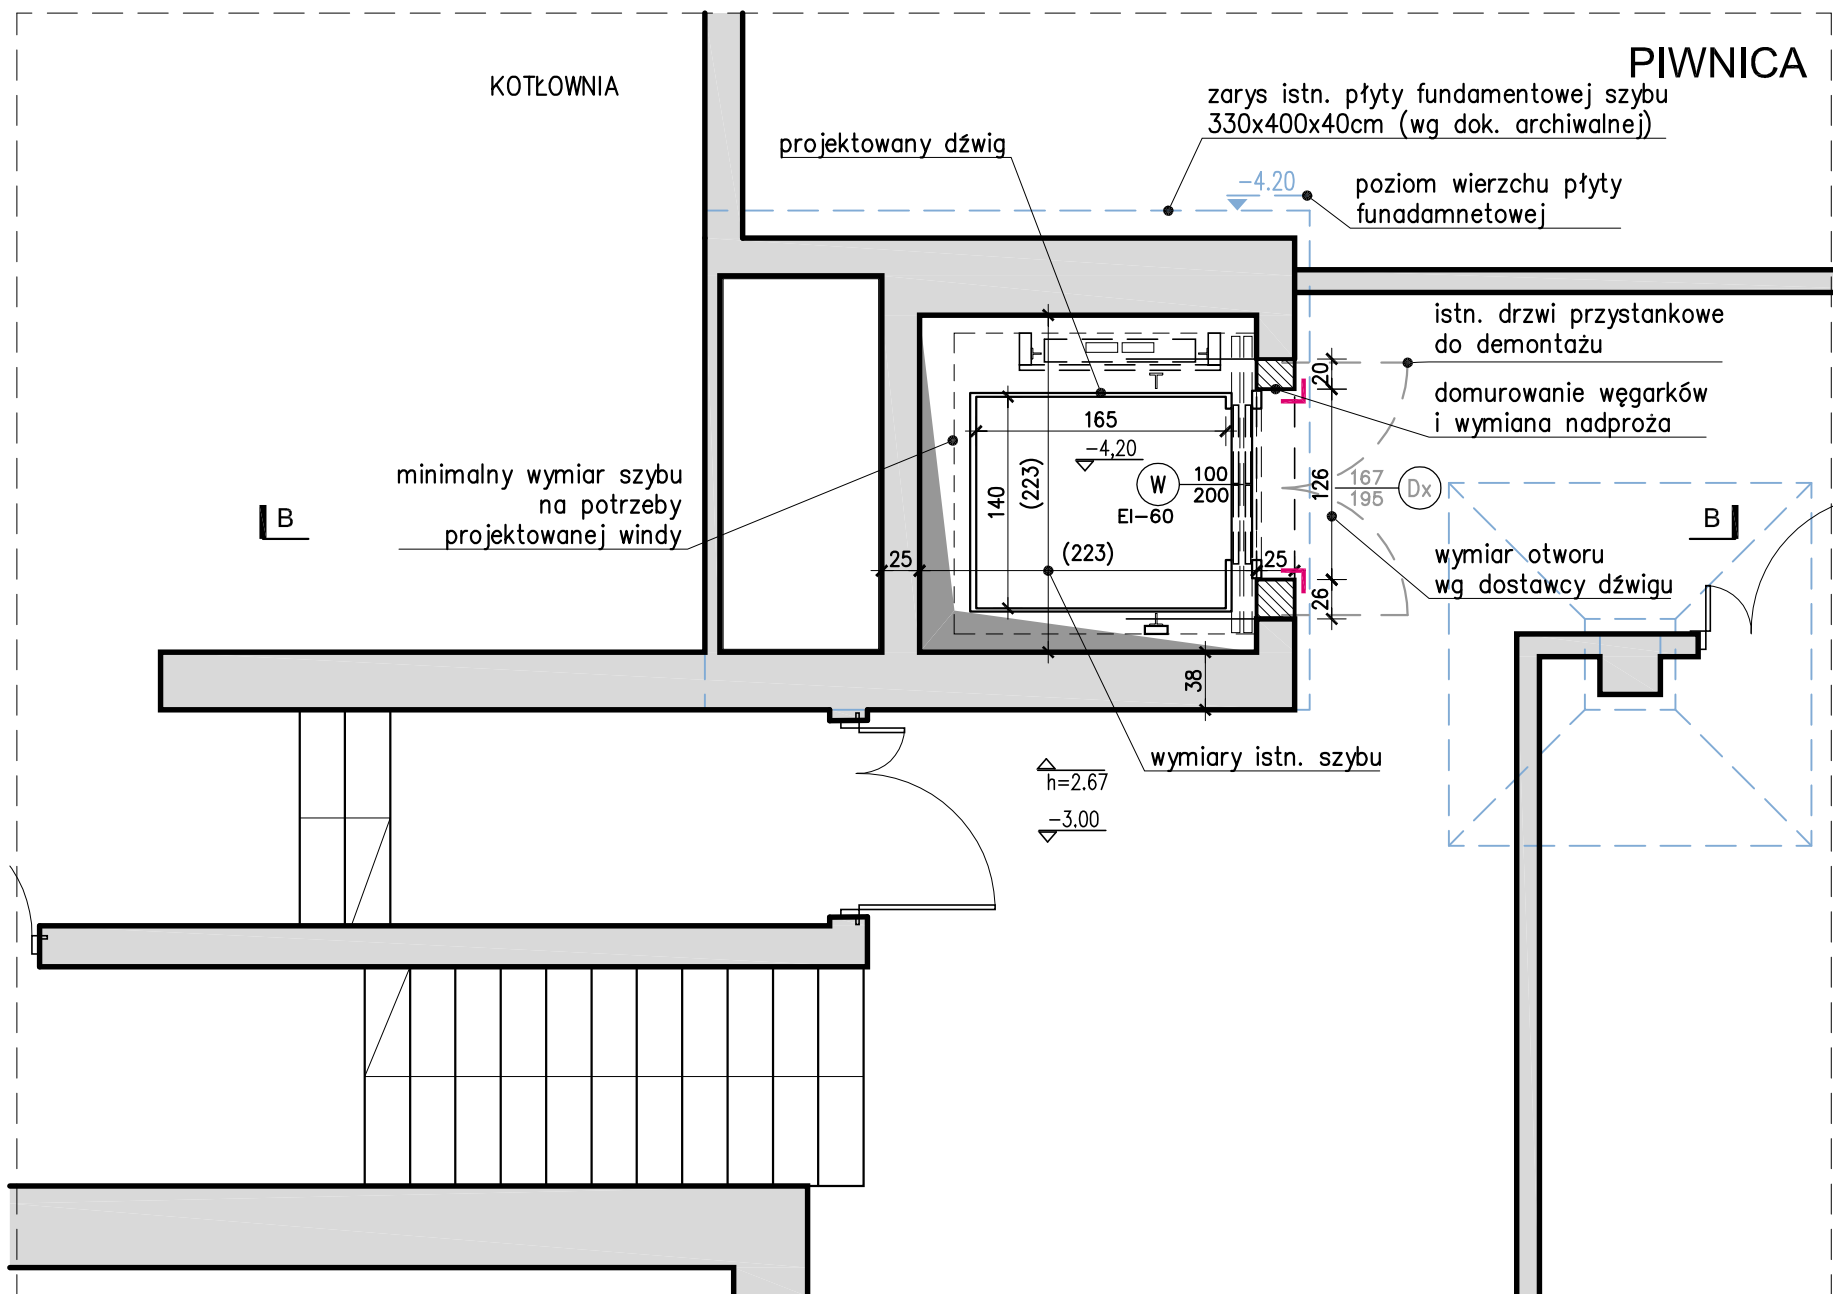 PIWNICA
KOTŁOWNIA
zarys istn. płyty fundamentowej szybu
330x400x40cm (wg dok. archiwalnej)
projektowany dźwig
-4.20
poziom wierzchu płyty
funadamnetowej
istn. drzwi przystankowe
do demontażu
20
domurowanie węgarków
i wymiana nadproża
165
-4,20
minimalny wymiar szybu
na potrzeby
projektowanej windy
140
(223)
W
100
200
EI-60
126
167
195
Dx
B
B
25
(223)
25
wymiar otworu
wg dostawcy dźwigu
26
38
wymiary istn. szybu
h=2.67
-3.00